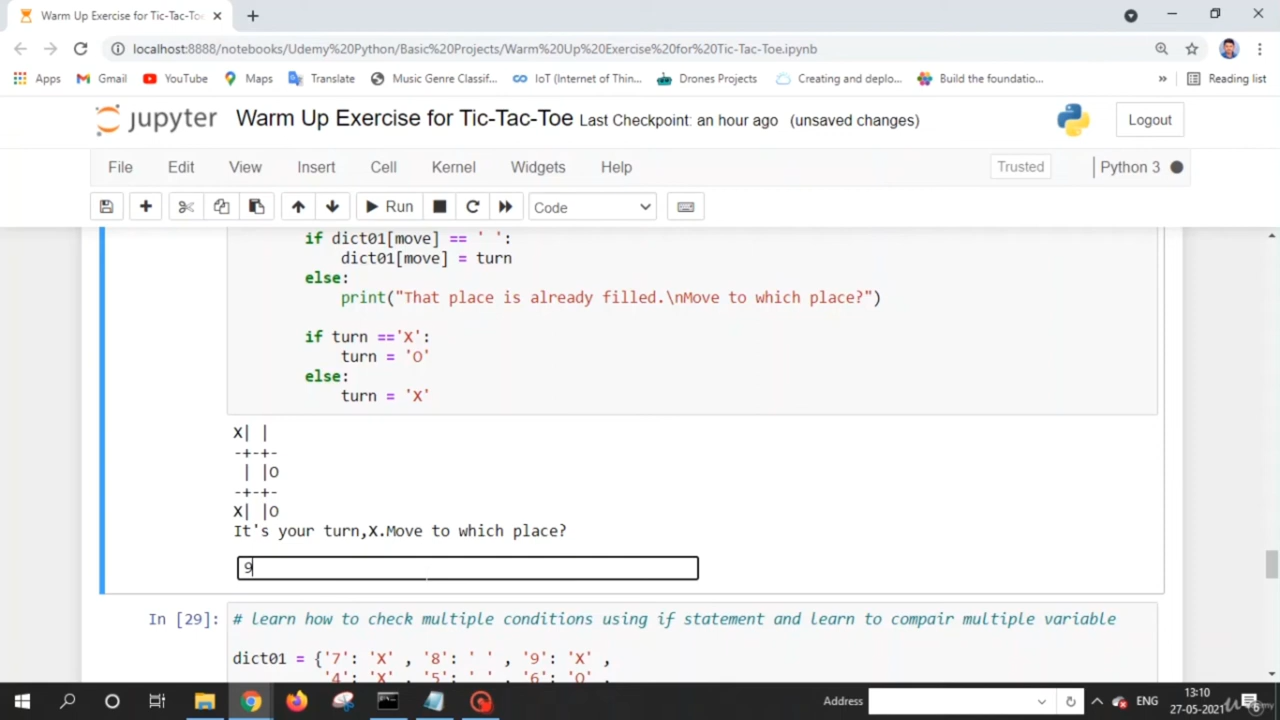 Warm Up Exercise for Tic-Tac-Toe
localhost:8888/notebooks/Udemy%20Python/Basic%20Projects/Warm%20Up%20Exercise%20for%20Tic-Tac-Toe.ipynb
Apps Gmail YouTube Maps Translate Music Genre Classif... IoT (Internet of Thin... Drones Projects Creating and deplo... Build the foundatio... » Reading list
jupyter Warm Up Exercise for Tic-Tac-Toe Last Checkpoint: an hour ago (unsaved changes) Logout
File Edit View Insert Cell Kernel Widgets Help Trusted Python 3
Run Code
if dict01[move] == ' ':
dict01[move] = turn
else:
print("That place is already filled.\nMove to which place?")
if turn =='X':
turn = 'O'
else:
turn = 'X'
X| |
-+-+-
 | |O
-+-+-
X| |O
It's your turn,X.Move to which place?
9
In [29]: # learn how to check multiple conditions using if statement and learn to compair multiple variable
dict01 = {'7': 'X' , '8': ' ' , '9': 'X' ,
'4': 'X' , '5': ' ' , '6': 'O' ,
Address ENG 13:10
27-05-2021